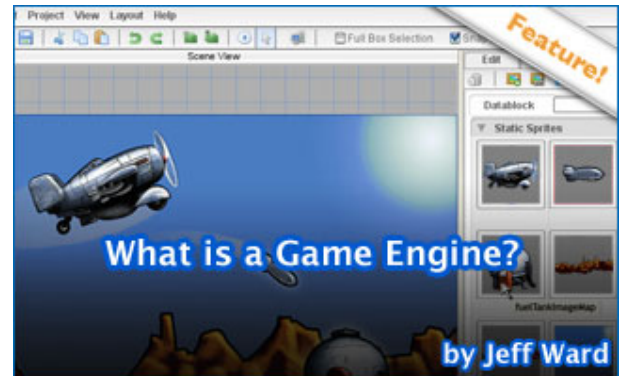 Project View Layout Help
Full Box Selection
Feature!
Scene View
Edit
Datablock
Static Sprites
What is a Game Engine?
fuelTankImageMap
by Jeff Ward